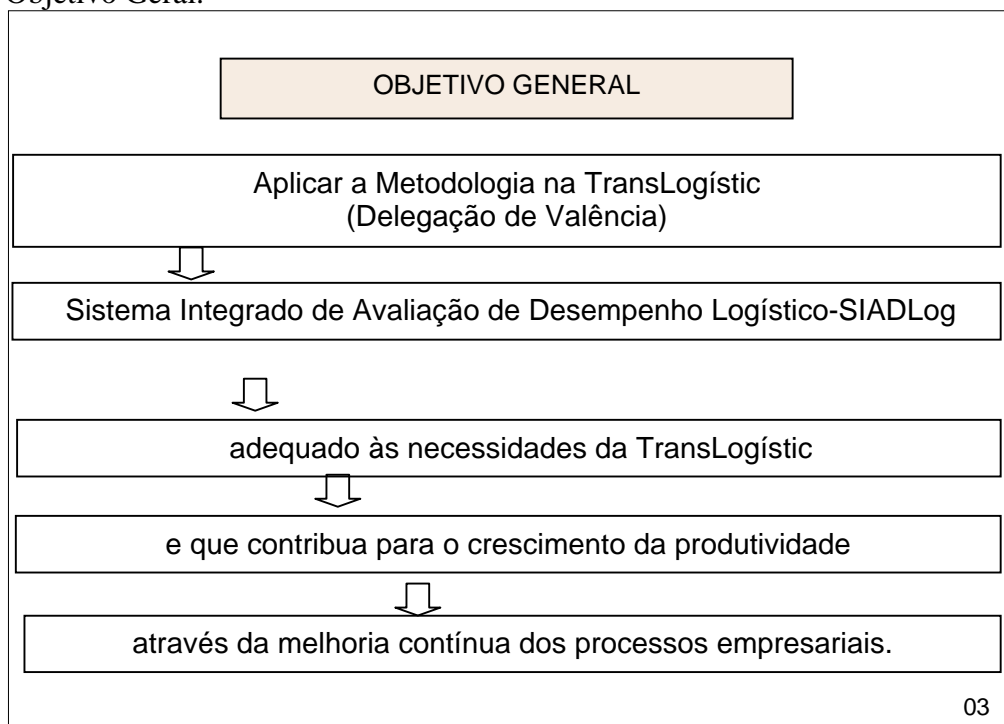 Objetivo Geral:
OBJETIVO GENERAL
Aplicar a Metodologia na TransLogístic
(Delegação de Valência)
Sistema Integrado de Avaliação de Desempenho Logístico-SIADLog
adequado às necessidades da TransLogístic
e que contribua para o crescimento da produtividade
através da melhoria contínua dos processos empresariais.
03